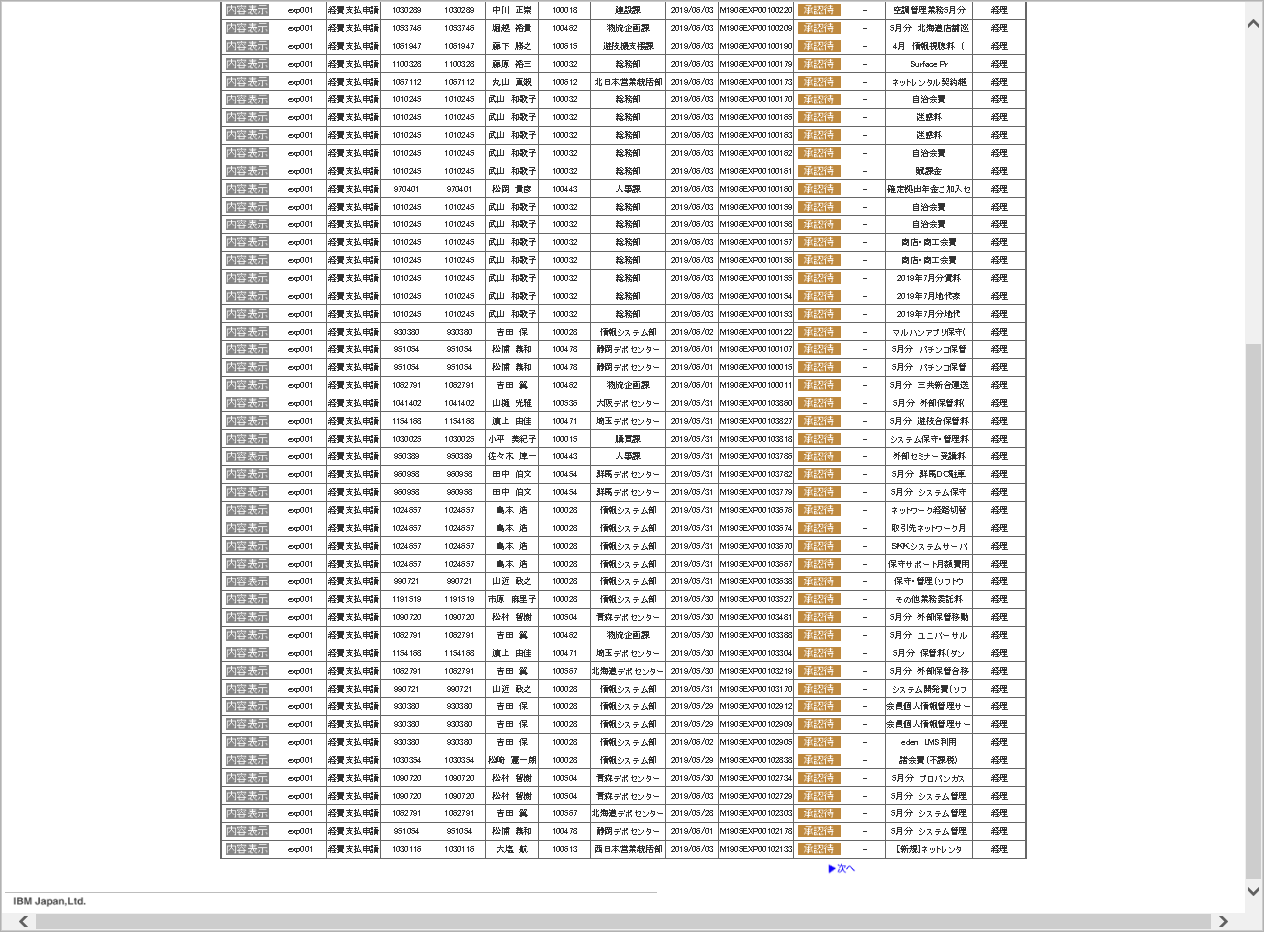 内容表示 exp001 経費支払申請 1030289 1030289 中川 正崇 100018 建設課 2019/06/03 M1906EXP00100220 承認待 － 空調管理業務5月分 経理
内容表示 exp001 経費支払申請 1053746 1053746 堀越 裕貴 100462 物流企画課 2019/06/03 M1906EXP00100209 承認待 － 5月分 北海道店舗巡 経理
内容表示 exp001 経費支払申請 1051947 1051947 藤下 勝之 100615 遊技機支援課 2019/06/03 M1906EXP00100190 承認待 － 4月 情報視聴料 ( 経理
内容表示 exp001 経費支払申請 1100328 1100328 藤原 裕三 100032 総務部 2019/06/03 M1906EXP00100179 承認待 － Surface Pr 経理
内容表示 exp001 経費支払申請 1057112 1057112 丸山 真毅 100612 北日本営業統括部 2019/06/03 M1906EXP00100173 承認待 － ネットレンタル契約継 経理
内容表示 exp001 経費支払申請 1010245 1010245 武山 和歌子 100032 総務部 2019/06/03 M1906EXP00100170 承認待 － 自治会費 経理
内容表示 exp001 経費支払申請 1010245 1010245 武山 和歌子 100032 総務部 2019/06/03 M1906EXP00100165 承認待 － 迷惑料 経理
内容表示 exp001 経費支払申請 1010245 1010245 武山 和歌子 100032 総務部 2019/06/03 M1906EXP00100163 承認待 － 迷惑料 経理
内容表示 exp001 経費支払申請 1010245 1010245 武山 和歌子 100032 総務部 2019/06/03 M1906EXP00100162 承認待 － 自治会費 経理
内容表示 exp001 経費支払申請 1010245 1010245 武山 和歌子 100032 総務部 2019/06/03 M1906EXP00100161 承認待 － 賦課金 経理
内容表示 exp001 経費支払申請 970401 970401 松岡 貴彦 100443 人事課 2019/06/03 M1906EXP00100160 承認待 － 確定拠出年金ご加入セ 経理
内容表示 exp001 経費支払申請 1010245 1010245 武山 和歌子 100032 総務部 2019/06/03 M1906EXP00100159 承認待 － 自治会費 経理
内容表示 exp001 経費支払申請 1010245 1010245 武山 和歌子 100032 総務部 2019/06/03 M1906EXP00100158 承認待 － 自治会費 経理
内容表示 exp001 経費支払申請 1010245 1010245 武山 和歌子 100032 総務部 2019/06/03 M1906EXP00100157 承認待 － 商店・商工会費 経理
内容表示 exp001 経費支払申請 1010245 1010245 武山 和歌子 100032 総務部 2019/06/03 M1906EXP00100156 承認待 － 商店・商工会費 経理
内容表示 exp001 経費支払申請 1010245 1010245 武山 和歌子 100032 総務部 2019/06/03 M1906EXP00100155 承認待 － 2019年7月分賃料 経理
内容表示 exp001 経費支払申請 1010245 1010245 武山 和歌子 100032 総務部 2019/06/03 M1906EXP00100154 承認待 － 2019年7月地代家 経理
内容表示 exp001 経費支払申請 1010245 1010245 武山 和歌子 100032 総務部 2019/06/03 M1906EXP00100153 承認待 － 2019年7月分地代 経理
内容表示 exp001 経費支払申請 930380 930380 吉田 保 100028 情報システム部 2019/06/02 M1906EXP00100122 承認待 － マルハンアプリ保守( 経理
内容表示 exp001 経費支払申請 951054 951054 松浦 義和 100478 静岡デポセンター 2019/06/01 M1906EXP00100107 承認待 － 5月分 パチンコ保管 経理
内容表示 exp001 経費支払申請 951054 951054 松浦 義和 100478 静岡デポセンター 2019/06/01 M1906EXP00100015 承認待 － 5月分 パチンコ保管 経理
内容表示 exp001 経費支払申請 1062791 1062791 吉田 翼 100462 物流企画課 2019/06/01 M1906EXP00100011 承認待 － 5月分 三共新台運送 経理
内容表示 exp001 経費支払申請 1041402 1041402 山樋 光雅 100535 大阪デポセンター 2019/05/31 M1905EXP00103850 承認待 － 5月分 外部保管料( 経理
内容表示 exp001 経費支払申請 1154168 1154168 濵上 由佳 100471 埼玉デポセンター 2019/05/31 M1905EXP00103827 承認待 － 5月分 遊技台保管料 経理
内容表示 exp001 経費支払申請 1030025 1030025 小平 美紀子 100015 購買課 2019/05/31 M1905EXP00103818 承認待 － システム保守・管理料 経理
内容表示 exp001 経費支払申請 950389 950389 佐々木 陣一 100443 人事課 2019/05/31 M1905EXP00103785 承認待 － 外部セミナー受講料 経理
内容表示 exp001 経費支払申請 960958 960958 田中 伯文 100454 群馬デポセンター 2019/05/31 M1905EXP00103782 承認待 － 5月分 群馬DC駐車 経理
内容表示 exp001 経費支払申請 960958 960958 田中 伯文 100454 群馬デポセンター 2019/05/31 M1905EXP00103779 承認待 － 5月分 システム保守 経理
内容表示 exp001 経費支払申請 1024657 1024657 島本 浩 100028 情報システム部 2019/05/31 M1905EXP00103676 承認待 － ネットワーク経路切替 経理
内容表示 exp001 経費支払申請 1024657 1024657 島本 浩 100028 情報システム部 2019/05/31 M1905EXP00103674 承認待 － 取引先ネットワーク月 経理
内容表示 exp001 経費支払申請 1024657 1024657 島本 浩 100028 情報システム部 2019/05/31 M1905EXP00103670 承認待 － SKKシステムサーバ 経理
内容表示 exp001 経費支払申請 1024657 1024657 島本 浩 100028 情報システム部 2019/05/31 M1905EXP00103667 承認待 － 保守サポート月額費用 経理
内容表示 exp001 経費支払申請 990721 990721 山近 政之 100028 情報システム部 2019/05/31 M1905EXP00103638 承認待 － 保守・管理(ソフトウ 経理
内容表示 exp001 経費支払申請 1191519 1191519 市原 麻里子 100028 情報システム部 2019/05/30 M1905EXP00103527 承認待 － その他業務委託料 経理
内容表示 exp001 経費支払申請 1090720 1090720 松村 智樹 100504 青森デポセンター 2019/05/30 M1905EXP00103481 承認待 － 5月分 外部保管移動 経理
内容表示 exp001 経費支払申請 1062791 1062791 吉田 翼 100462 物流企画課 2019/05/30 M1905EXP00103388 承認待 － 5月分 ユニバーサル 経理
内容表示 exp001 経費支払申請 1154168 1154168 濵上 由佳 100471 埼玉デポセンター 2019/05/30 M1905EXP00103304 承認待 － 5月分 保管料(ダン 経理
内容表示 exp001 経費支払申請 1062791 1062791 吉田 翼 100567 北海道デポセンター 2019/05/30 M1905EXP00103219 承認待 － 5月分 外部保管台移 経理
内容表示 exp001 経費支払申請 990721 990721 山近 政之 100028 情報システム部 2019/05/31 M1905EXP00103170 承認待 － システム開発費(ソフ 経理
内容表示 exp001 経費支払申請 930380 930380 吉田 保 100028 情報システム部 2019/05/29 M1905EXP00102912 承認待 － 会員個人情報管理サー 経理
内容表示 exp001 経費支払申請 930380 930380 吉田 保 100028 情報システム部 2019/05/29 M1905EXP00102909 承認待 － 会員個人情報管理サー 経理
内容表示 exp001 経費支払申請 930380 930380 吉田 保 100028 情報システム部 2019/06/02 M1905EXP00102905 承認待 － eden LMS利用 経理
内容表示 exp001 経費支払申請 1030354 1030354 松崎 憲一朗 100028 情報システム部 2019/05/29 M1905EXP00102838 承認待 － 諸会費(不課税) 経理
内容表示 exp001 経費支払申請 1090720 1090720 松村 智樹 100504 青森デポセンター 2019/05/30 M1905EXP00102734 承認待 － 5月分 プロパンガス 経理
内容表示 exp001 経費支払申請 1090720 1090720 松村 智樹 100504 青森デポセンター 2019/05/30 M1905EXP00102729 承認待 － 5月分 システム管理 経理
内容表示 exp001 経費支払申請 1062791 1062791 吉田 翼 100567 北海道デポセンター 2019/05/28 M1905EXP00102303 承認待 － 5月分 システム管理 経理
内容表示 exp001 経費支払申請 951054 951054 松浦 義和 100478 静岡デポセンター 2019/06/01 M1905EXP00102178 承認待 － 5月分 システム管理 経理
内容表示 exp001 経費支払申請 1030116 1030116 大塩 航 100613 西日本営業統括部 2019/06/03 M1905EXP00102133 承認待 － [新規]ネットレンタ 経理
▶次へ
IBM Japan,Ltd.